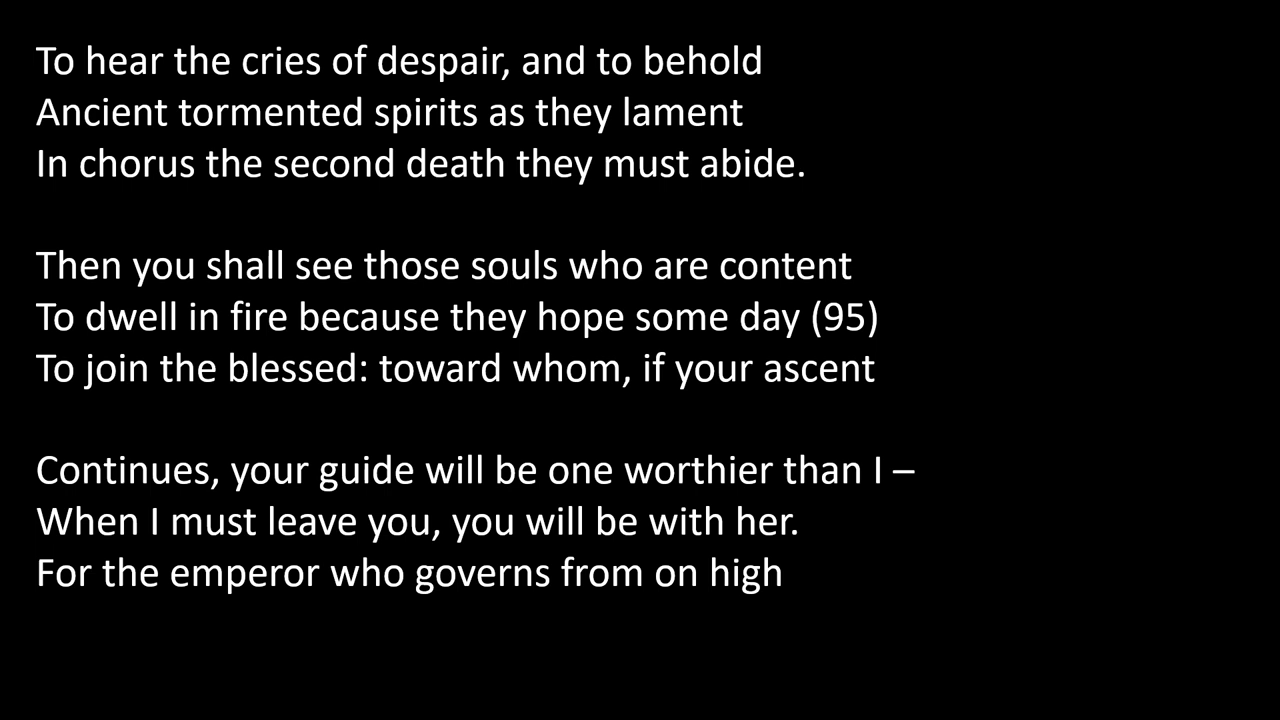 To hear the cries of despair, and to behold
Ancient tormented spirits as they lament
In chorus the second death they must abide.
Then you shall see those souls who are content
To dwell in fire because they hope some day (95)
To join the blessed: toward whom, if your ascent
Continues, your guide will be one worthier than I –
When I must leave you, you will be with her.
For the emperor who governs from on high